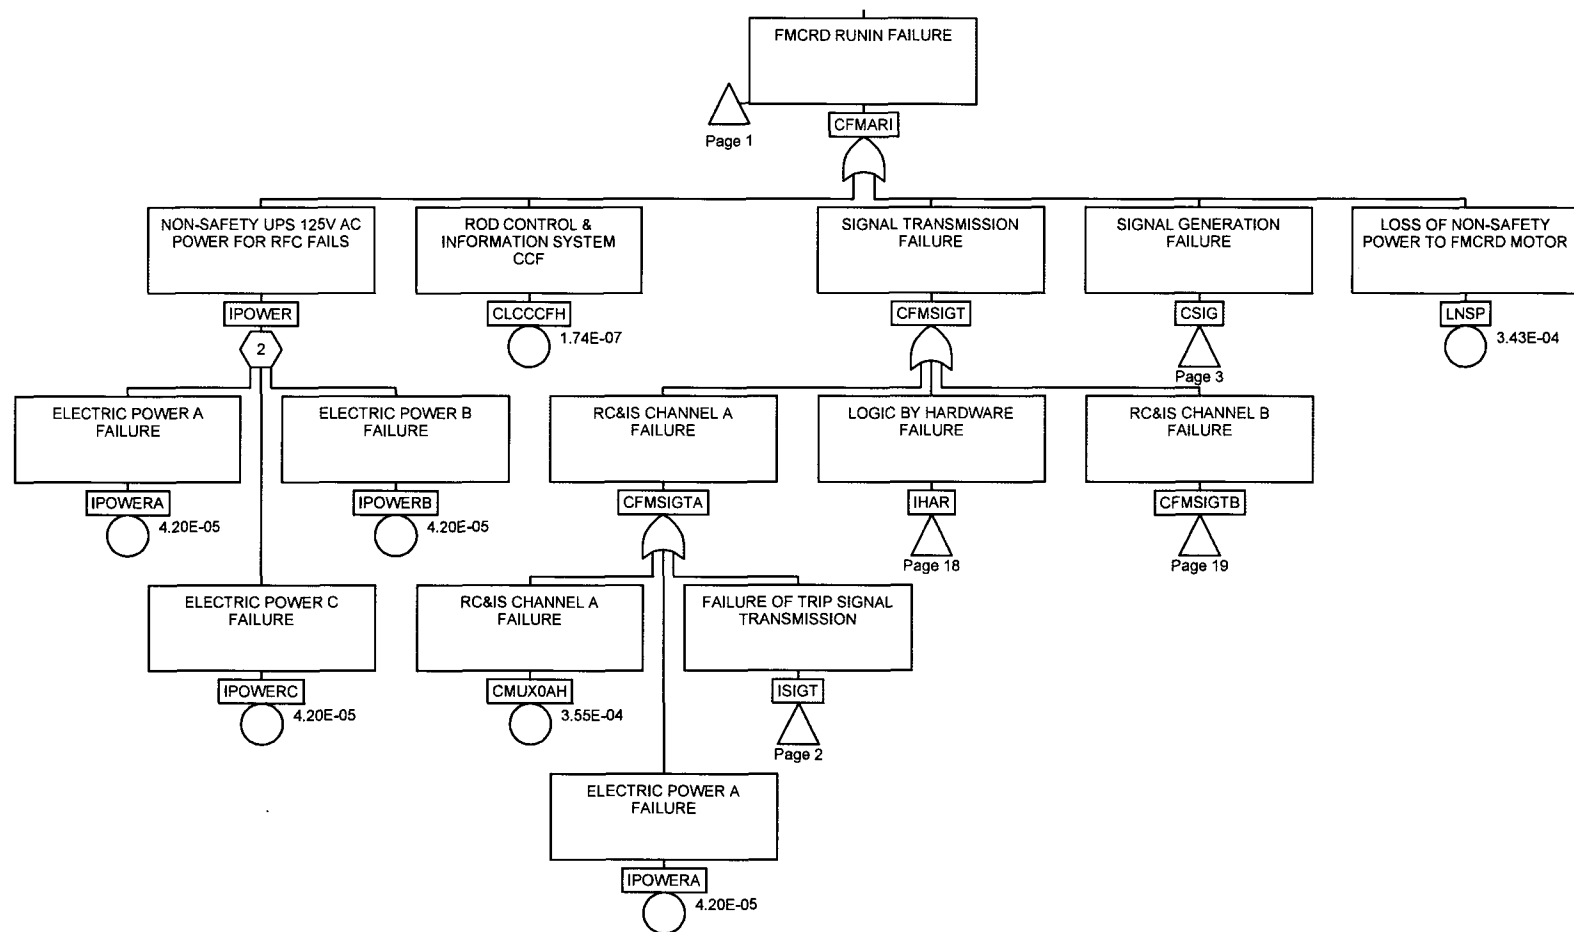 FMCRD RUNIN FAILURE
Page 1
CFMARI
NON-SAFETY UPS 125V AC
POWER FOR RFC FAILS
IPOWER
2
ROD CONTROL &
INFORMATION SYSTEM
CCF
CLCCCFH
1.74E-07
SIGNAL TRANSMISSION
FAILURE
CFMSIGT
SIGNAL GENERATION
FAILURE
CSIG
Page 3
LOSS OF NON-SAFETY
POWER TO FMCRD MOTOR
LNSP
3.43E-04
ELECTRIC POWER A
FAILURE
IPOWERA
4.20E-05
ELECTRIC POWER B
FAILURE
IPOWERB
4.20E-05
RC&IS CHANNEL A
FAILURE
CFMSIGTA
LOGIC BY HARDWARE
FAILURE
IHAR
Page 18
RC&IS CHANNEL B
FAILURE
CFMSIGTB
Page 19
ELECTRIC POWER C
FAILURE
IPOWERC
4.20E-05
RC&IS CHANNEL A
FAILURE
CMUX0AH
3.55E-04
FAILURE OF TRIP SIGNAL
TRANSMISSION
ISIGT
Page 2
ELECTRIC POWER A
FAILURE
IPOWERA
4.20E-05